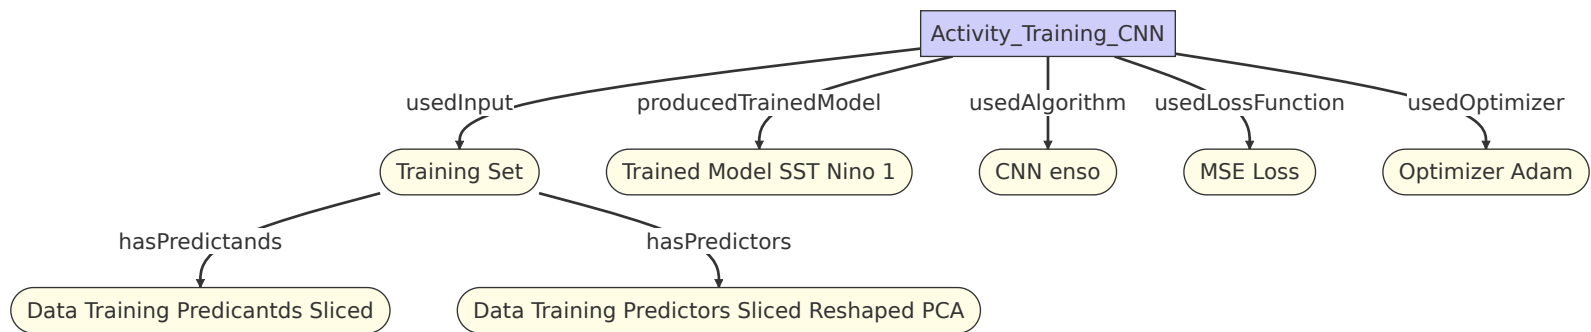 Activity_Training_CNN
usedInput
producedTrainedModel
usedAlgorithm
usedLossFunction
usedOptimizer
Training Set
Trained Model SST Nino 1
CNN enso
MSE Loss
Optimizer Adam
hasPredictands
hasPredictors
Data Training Predicantds Sliced
Data Training Predictors Sliced Reshaped PCA